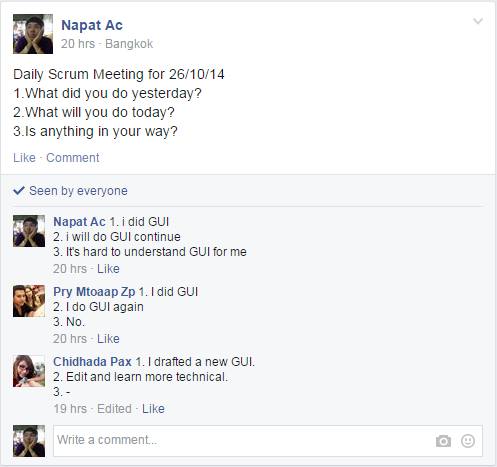 Napat Ac
20 hrs · Bangkok
Daily Scrum Meeting for 26/10/14
1.What did you do yesterday?
2.What will you do today?
3.Is anything in your way?
Like · Comment
Seen by everyone
Napat Ac 1. i did GUI
2. i will do GUI continue
3. It's hard to understand GUI for me
20 hrs · Like
Pry Mtoaap Zp 1. I did GUI
2. I do GUI again
3. No.
20 hrs · Like
Chidhada Pax 1. I drafted a new GUI.
2. Edit and learn more technical.
3. -
19 hrs · Edited · Like
Write a comment...